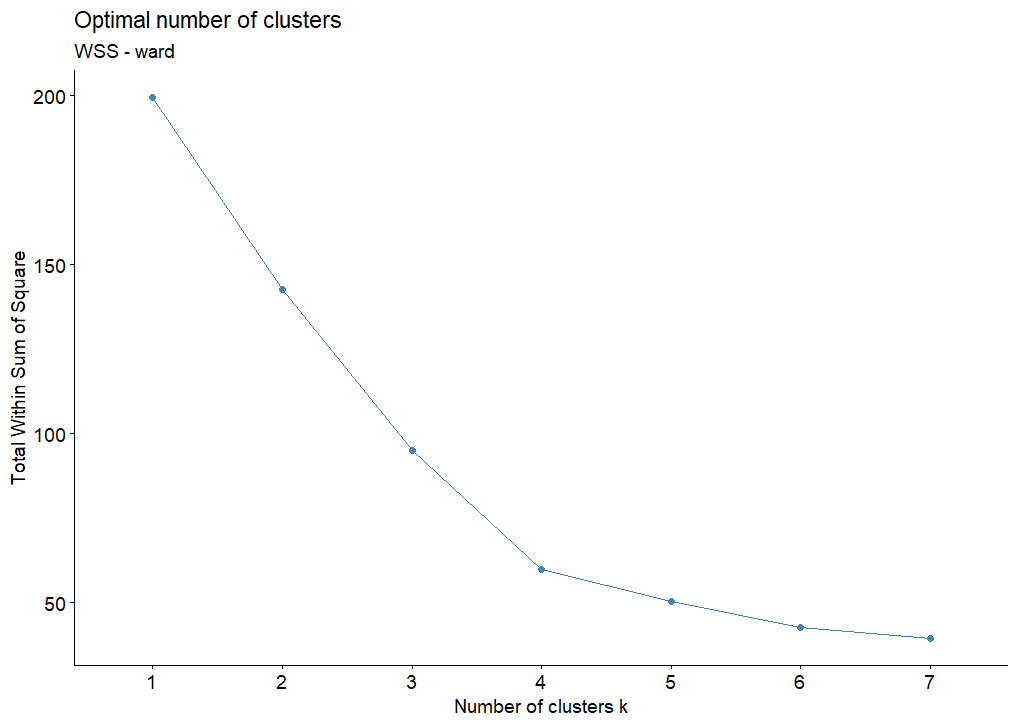 Optimal number of clusters
WSS - ward
200
150
100
50
Total Within Sum of Square
1 2 3 4 5 6 7
Number of clusters k